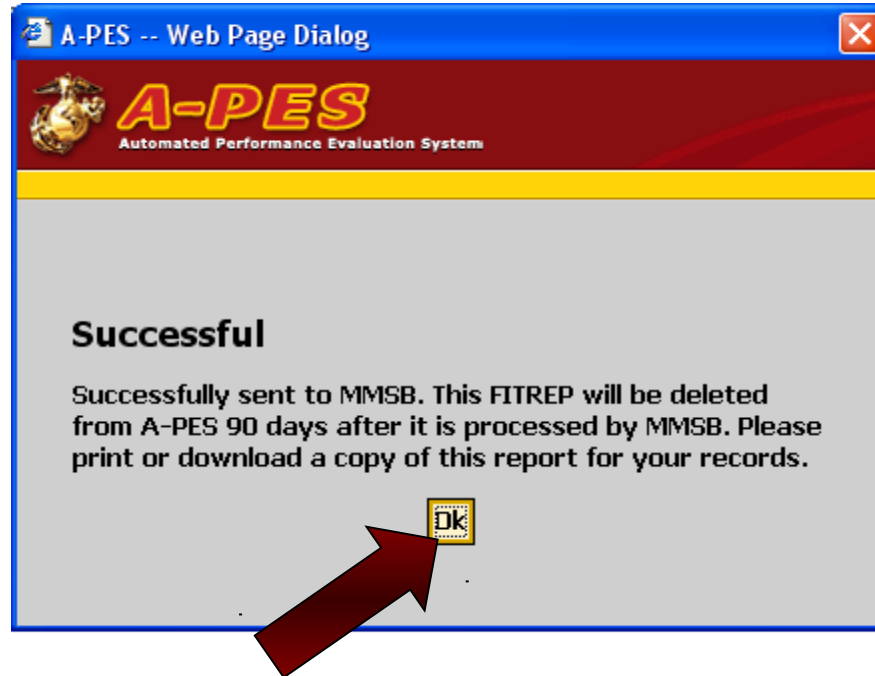 A-PES -- Web Page Dialog
A-PES
Automated Performance Evaluation System
Successful
Successfully sent to MMSB. This FITREP will be deleted
from A-PES 90 days after it is processed by MMSB. Please
print or download a copy of this report for your records.
Ok